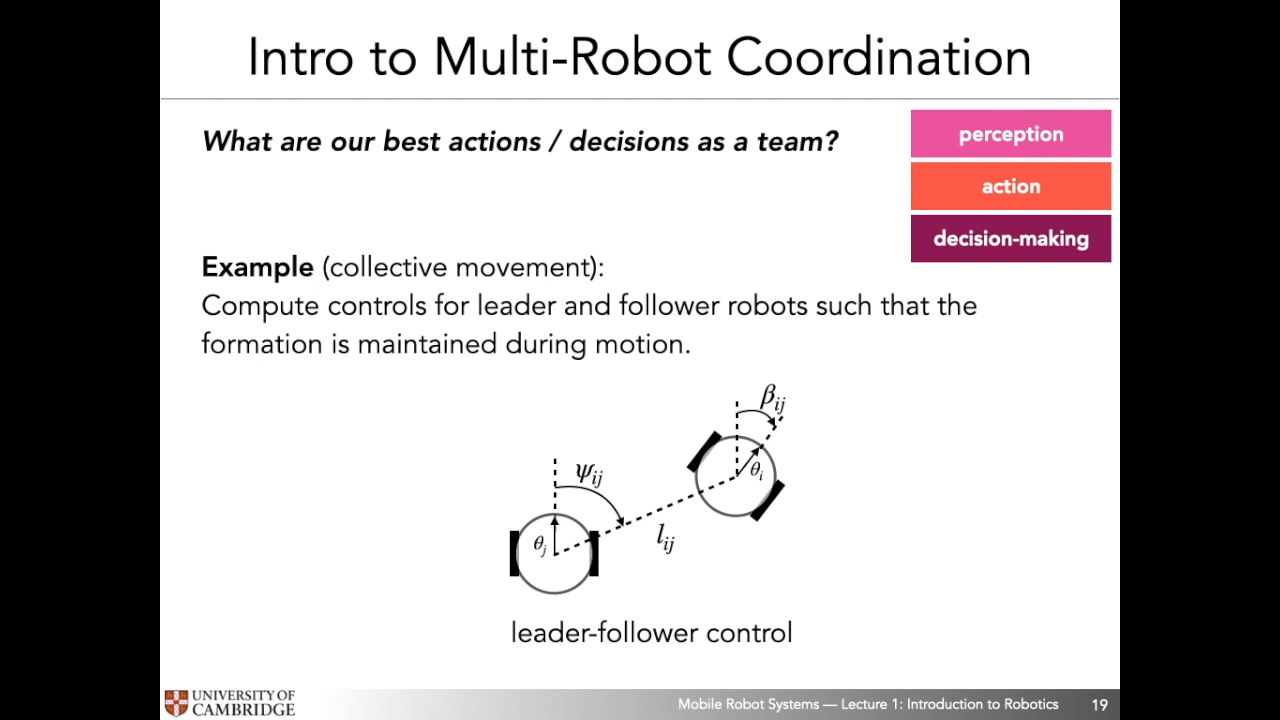 Intro to Multi-Robot Coordination
What are our best actions / decisions as a team?
perception
action
decision-making
Example (collective movement):
Compute controls for leader and follower robots such that the
formation is maintained during motion.
βij
ψij
θi
lij
θj
leader-follower control
UNIVERSITY OF
CAMBRIDGE
Mobile Robot Systems — Lecture 1: Introduction to Robotics 19